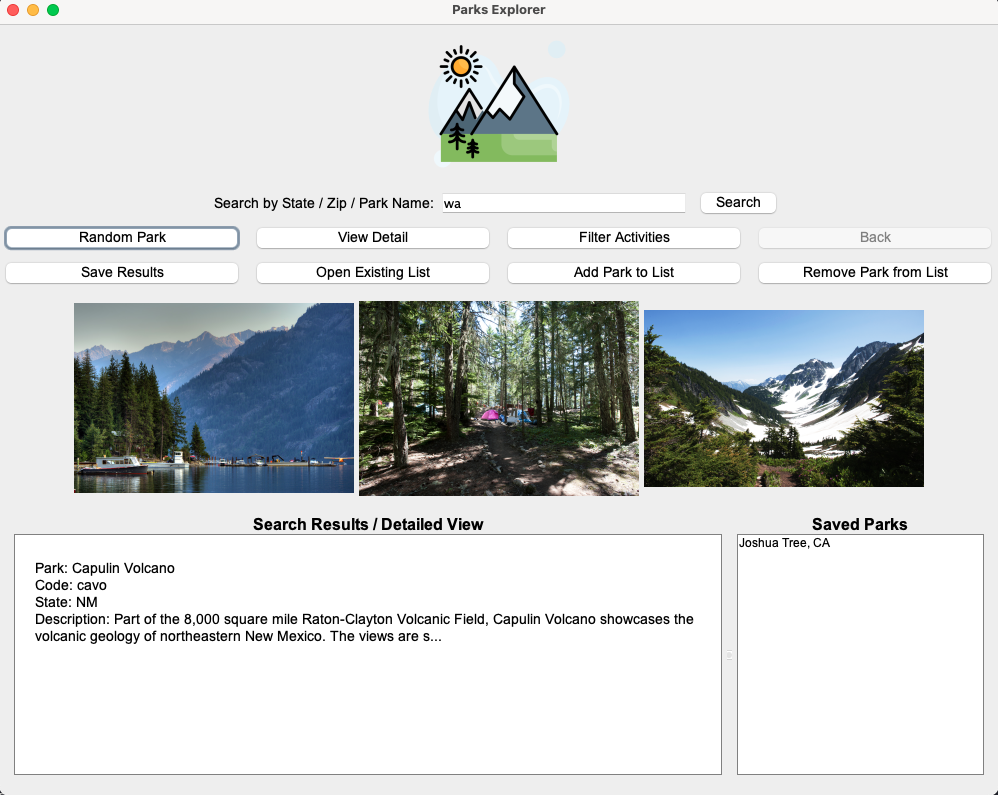 Parks Explorer
Search by State / Zip / Park Name: wa Search
Random Park View Detail Filter Activities Back
Save Results Open Existing List Add Park to List Remove Park from List
Search Results / Detailed View Saved Parks
Joshua Tree, CA
Park: Capulin Volcano
Code: cavo
State: NM
Description: Part of the 8,000 square mile Raton-Clayton Volcanic Field, Capulin Volcano showcases the
volcanic geology of northeastern New Mexico. The views are s...